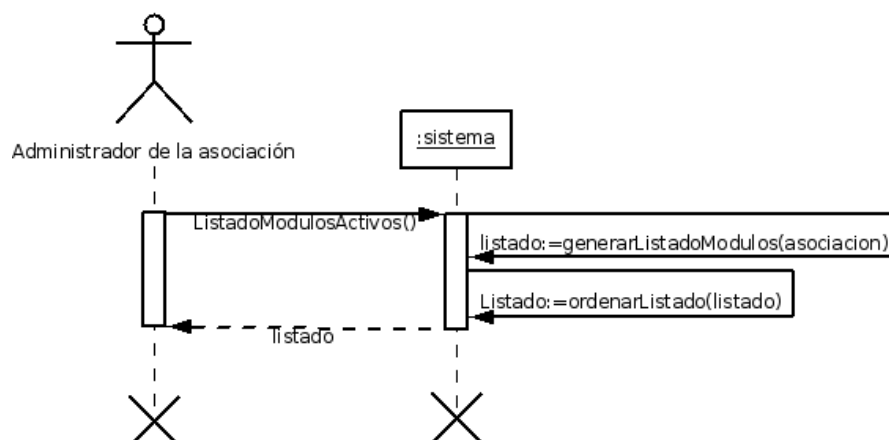 Administrador de la asociación
:sistema
ListadoModulosActivos()
listado:=generarListadoModulos(asociacion)
Listado:=ordenarListado(listado)
listado